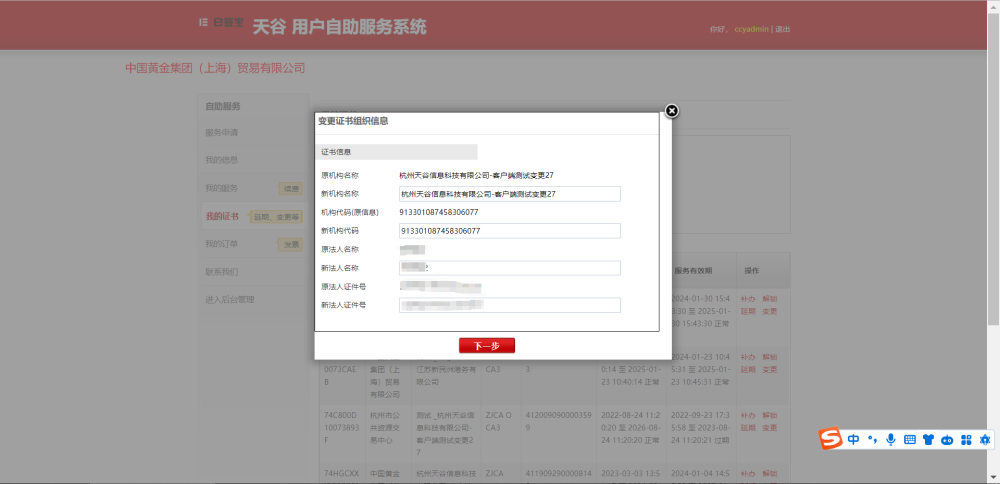 天谷 用户自助服务系统
你好， ccyadmin | 退出
中国黄金集团（上海）贸易有限公司
自助服务
服务申请
我的信息
我的服务 信息
我的证书 延期、变更等
我的订单 发票
联系我们
进入后台管理
变更证书组织信息
证书信息
原机构名称 杭州天谷信息科技有限公司-客户端测试变更27
新机构名称 杭州天谷信息科技有限公司-客户端测试变更27
机构代码(原信息) 913301087458306077
新机构代码 913301087458306077
原法人名称
新法人名称
原法人证件号
新法人证件号
下一步
服务有效期 操作
2024-01-30 15:4 补办 解锁
3:30 至 2025-01- 延期 变更
30 15:43:30 正常
2024-01-23 10:4 补办 解锁
0073CAE 集团（上 江苏新 CA3 3 0:14 至 2025-01- 5:31 至 2025-01- 延期 变更
B 海）贸易 限公司 23 10:40:14 正常 23 10:45:31 正常
有限公司
74C800D 杭州市公 测试_杭州天谷信 ZJCA O 412009090000359 2022-08-24 11:2 2022-09-23 17:3 补办 解锁
10073893 共资源交 息科技有限公司- CA3 9 0:20 至 2026-08- 5:58 至 2023-08- 延期 变更
F 易中心 客户端测试变更2 24 11:20:20 正常 24 11:20:21 过期
7
74HGCXX 中国黄金 杭州天谷信息科技 ZJCA 411909290000814 2023-03-03 13:5 2024-01-04 14:5 补办 解锁
中